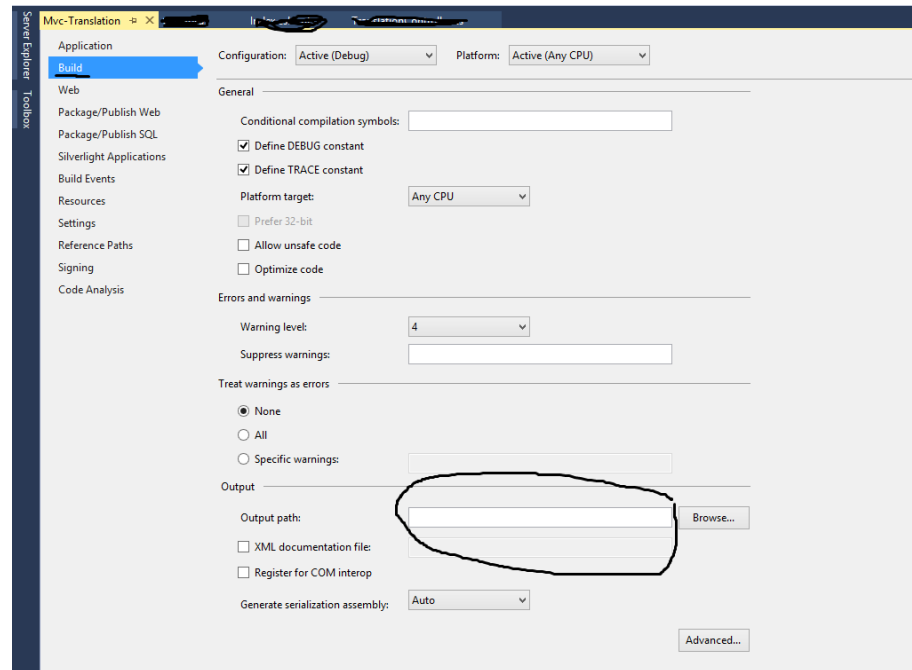 Server Explorer
Toolbox
Mvc-Translation
Application
Build
Web
Package/Publish Web
Package/Publish SQL
Silverlight Applications
Build Events
Resources
Settings
Reference Paths
Signing
Code Analysis
Configuration: Active (Debug) Platform: Active (Any CPU)
General
Conditional compilation symbols:
Define DEBUG constant
Define TRACE constant
Platform target: Any CPU
Prefer 32-bit
Allow unsafe code
Optimize code
Errors and warnings
Warning level: 4
Suppress warnings:
Treat warnings as errors
None
All
Specific warnings:
Output
Output path: Browse...
XML documentation file:
Register for COM interop
Generate serialization assembly: Auto
Advanced...